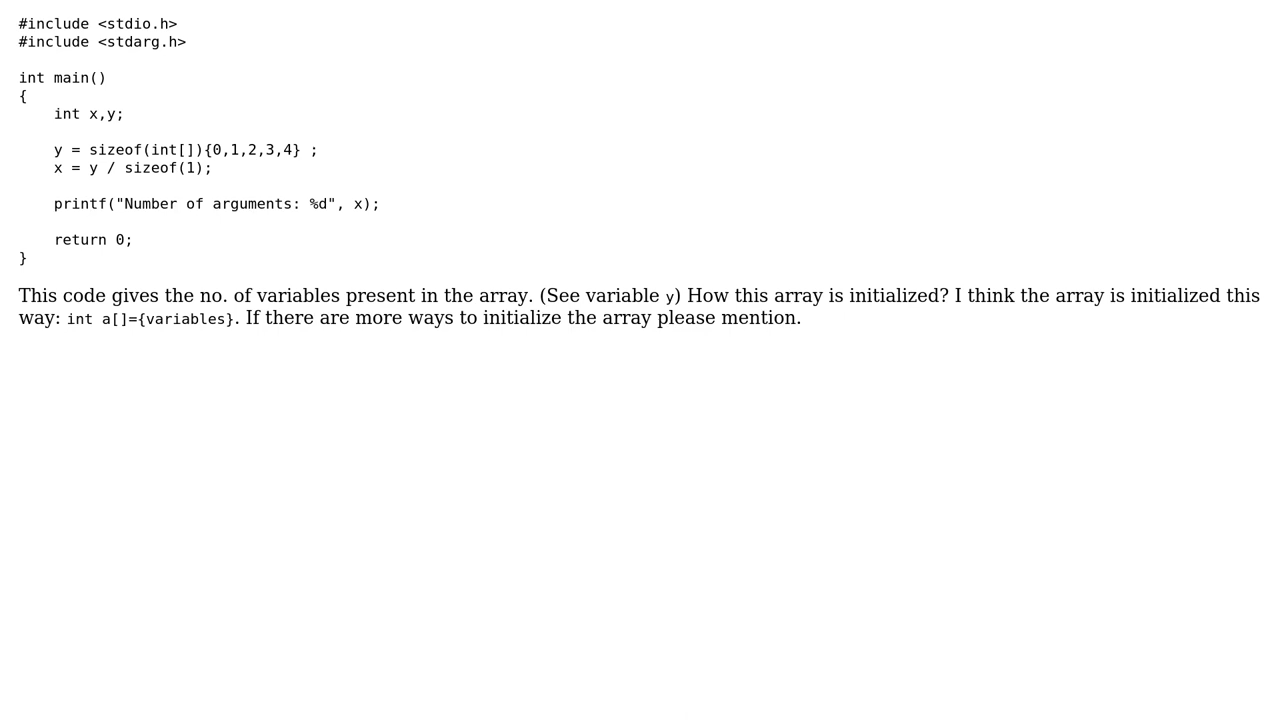 #include <stdio.h>
#include <stdarg.h>

int main()
{
    int x,y;

    y = sizeof(int[]){0,1,2,3,4} ;
    x = y / sizeof(1);

    printf("Number of arguments: %d", x);

    return 0;
}

This code gives the no. of variables present in the array. (See variable y) How this array is initialized? I think the array is initialized this
way: int a[]={variables}. If there are more ways to initialize the array please mention.